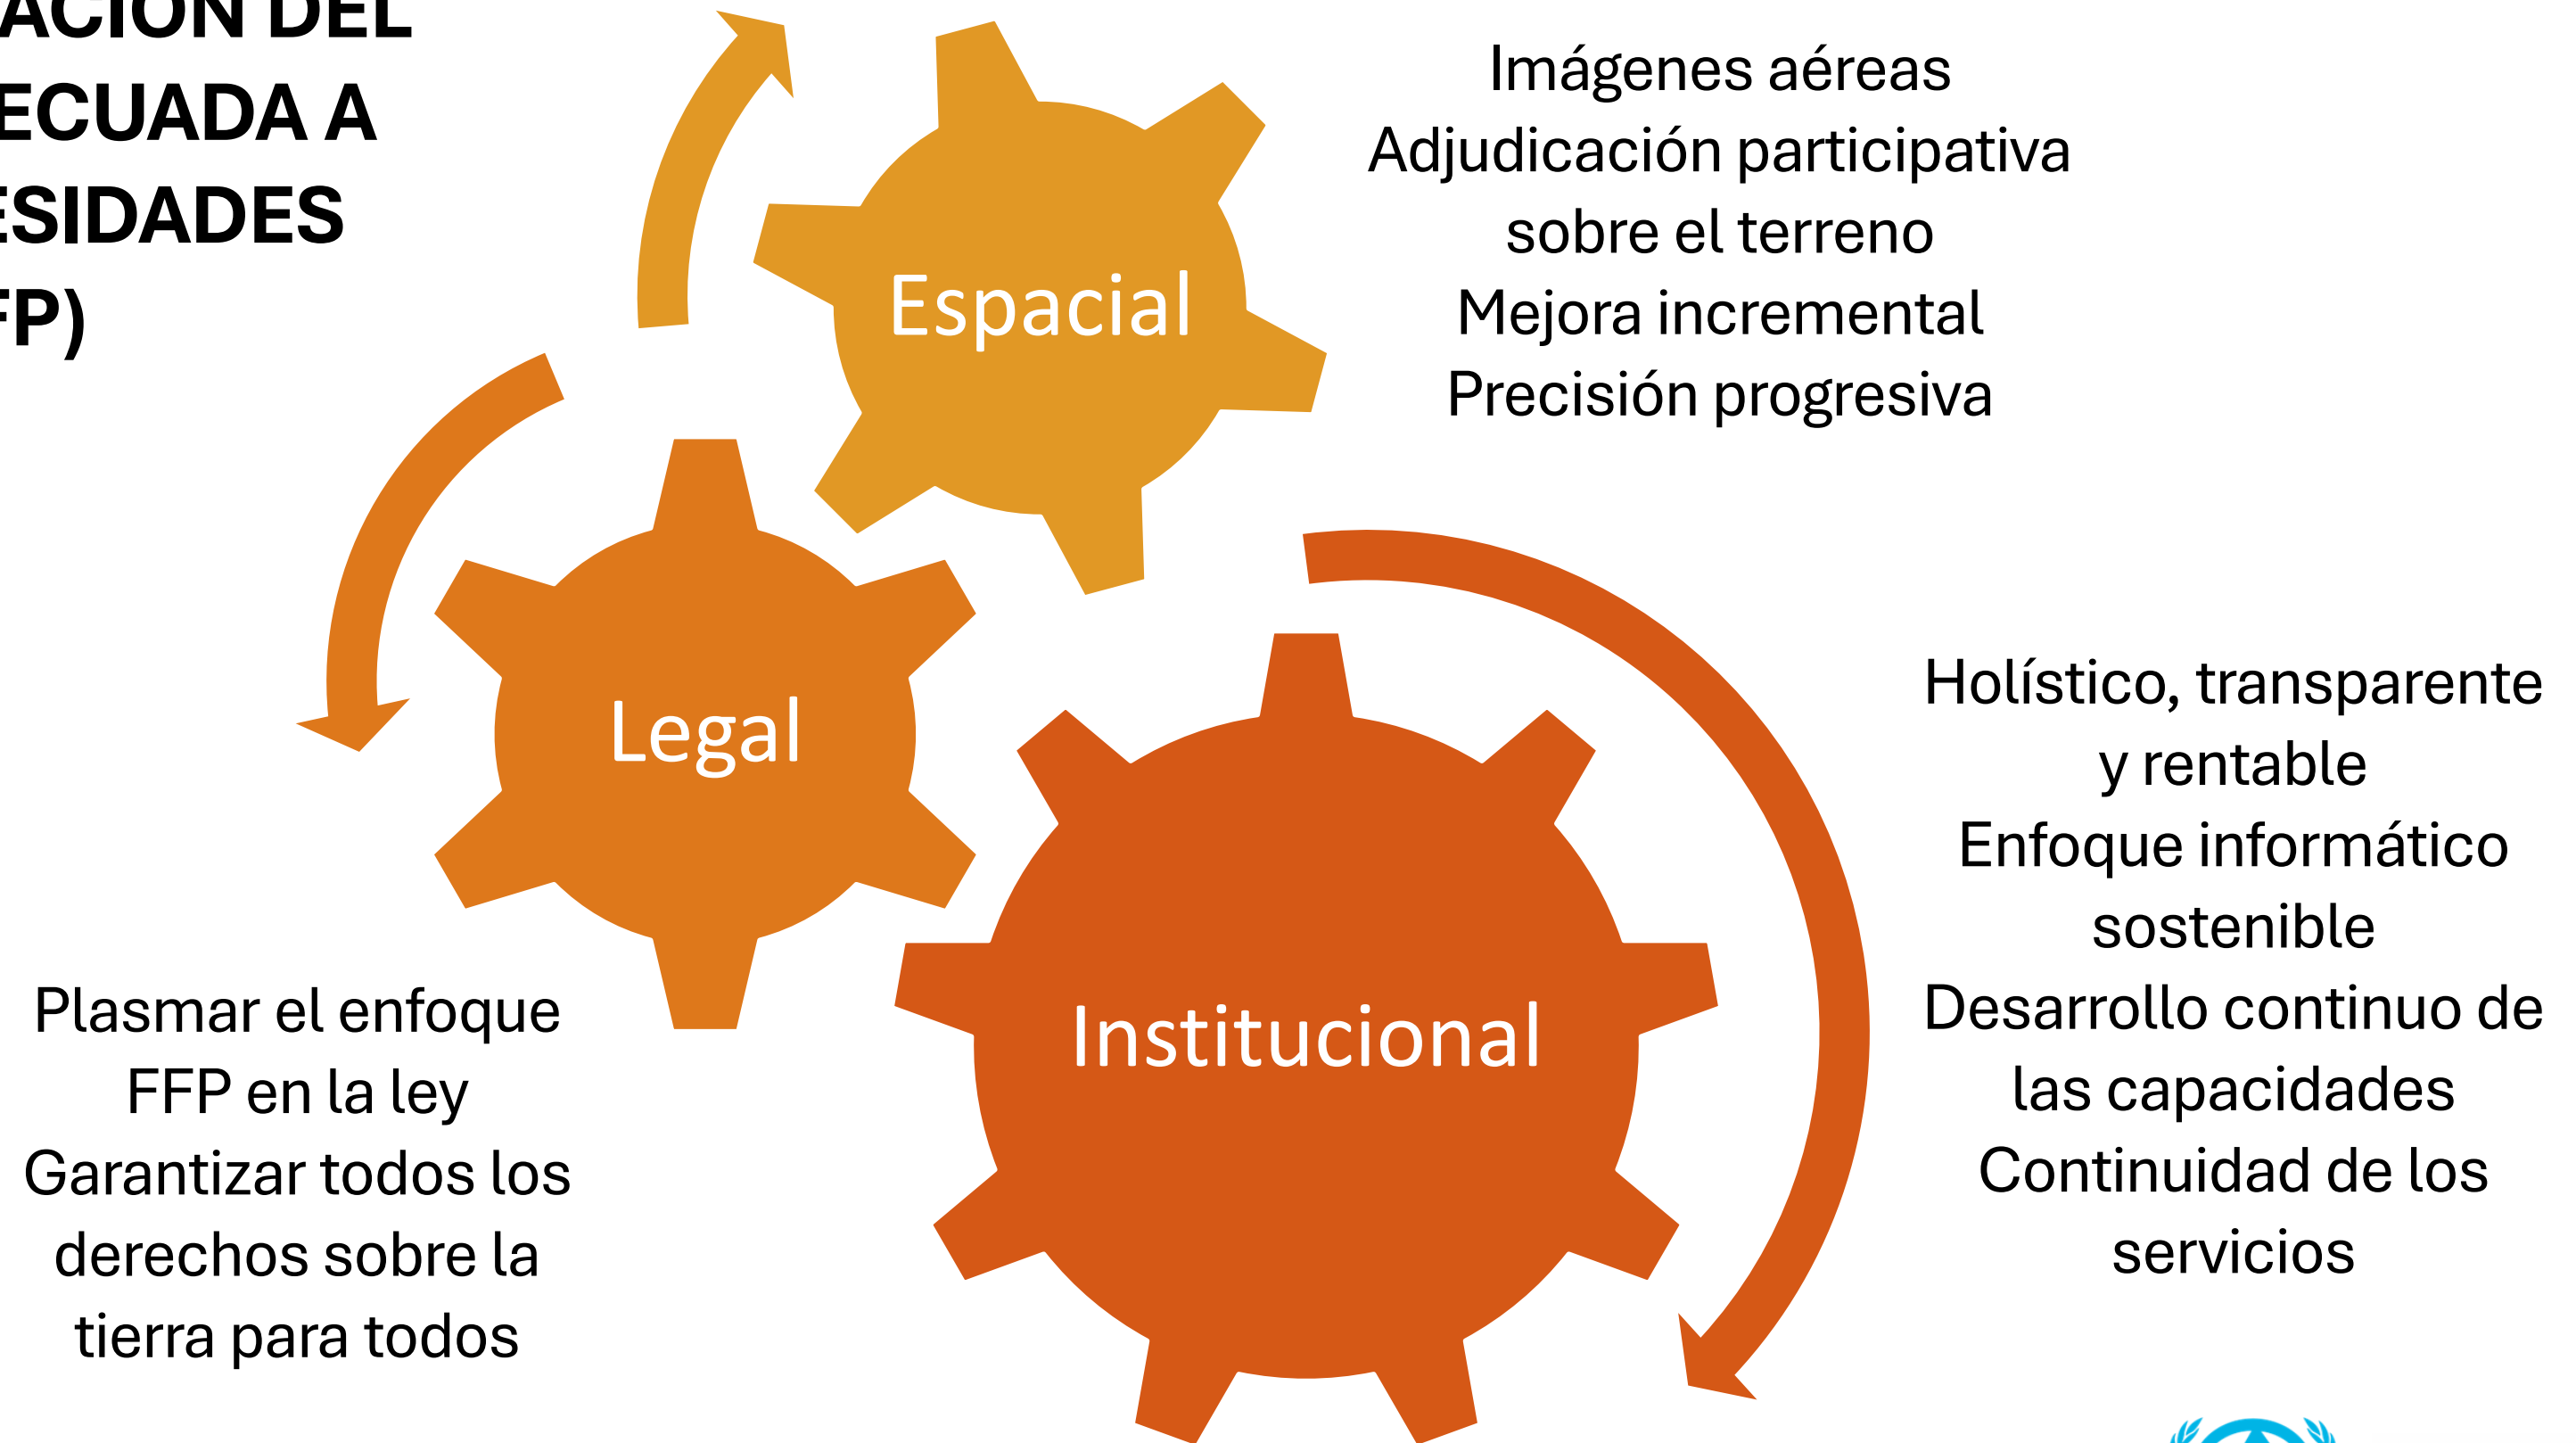 ACIÓN DEL
ECUADA A
ESIDADES
FP)
Imágenes aéreas
Adjudicación participativa
sobre el terreno
Mejora incremental
Precisión progresiva
Espacial
Legal
Institucional
Holístico, transparente
y rentable
Enfoque informático
sostenible
Desarrollo continuo de
las capacidades
Continuidad de los
servicios
Plasmar el enfoque
FFP en la ley
Garantizar todos los
derechos sobre la
tierra para todos